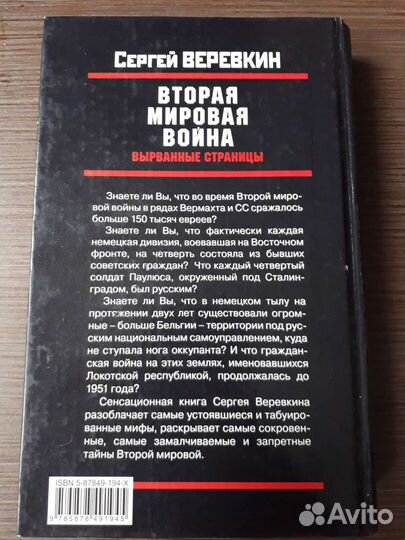 Сергей ВЕРЕВКИН
ВТОРАЯ
МИРОВАЯ
ВОЙНА
ВЫРВАННЫЕ СТРАНИЦЫ
Знаете ли Вы, что во время Второй миро-
вой войны в рядах Вермахта и СС сражалось
больше 150 тысяч евреев?
Знаете ли Вы, что фактически каждая
немецкая дивизия, воевавшая на Восточном
фронте, на четверть состояла из бывших
советских граждан? Что каждый четвертый
солдат Паулюса, окруженный под Сталин-
градом, был русским?
Знаете ли Вы, что в немецком тылу на
протяжении двух лет существовали огром-
ные – больше Бельгии – территории под рус-
ским национальным самоуправлением, куда
не ступала нога оккупанта? И что граждан-
ская война на этих землях, именовавшихся
Локотской республикой, продолжалась до
1951 года?
Сенсационная книга Сергея Веревкина
разоблачает самые устоявшиеся и табуиро-
ванные мифы, раскрывает самые сокровен-
ные, самые замалчиваемые и запретные
тайны Второй мировой.
ISBN 5-87849-194-X
9 785878 491945
Avito